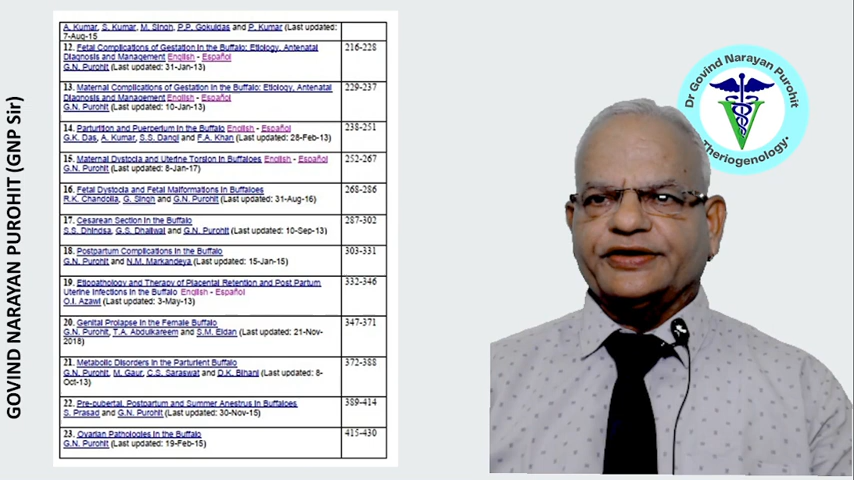 GOVIND NARAYAN PUROHIT (GNP Sir)
A. Kumar, S. Kumar, M. Singh, P.P. Gokuldas and P. Kumar (Last updated:
7-Aug-15
12. Fetal Complications of Gestation in the Buffalo: Etiology, Antenatal
Diagnosis and Management English - Español
G.N. Purohit (Last updated: 31-Jan-13)
216-228
13. Maternal Complications of Gestation in the Buffalo: Etiology, Antenatal
Diagnosis and Management English - Español
G.N. Purohit (Last updated: 10-Jan-13)
229-237
14. Parturition and Puerperium in the Buffalo English - Español
G.K. Das, A. Kumar, S.S. Dangi and F.A. Khan (Last updated: 28-Feb-13)
238-251
15. Maternal Dystocia and Uterine Torsion in Buffaloes English - Español
G.N. Purohit (Last updated: 8-Jan-17)
252-267
16. Fetal Dystocia and Fetal Malformations in Buffaloes
R.K. Chandolia, G. Singh and G.N. Purohit (Last updated: 31-Aug-16)
268-286
17. Cesarean Section in the Buffalo
S.S. Dhindsa, G.S. Dhaliwal and G.N. Purohit (Last updated: 10-Sep-13)
287-302
18. Postpartum Complications in the Buffalo
G.N. Purohit and N.M. Markandeya (Last updated: 15-Jan-15)
303-331
19. Etiopathology and Therapy of Placental Retention and Post Partum
Uterine Infections in the Buffalo English - Español
O.I. Azawi (Last updated: 3-May-13)
332-346
20. Genital Prolapse in the Female Buffalo
G.N. Purohit, T.A. Abdulkareem and S.M. Eidan (Last updated: 21-Nov-
2018)
347-371
21. Metabolic Disorders in the Parturient Buffalo
G.N. Purohit, M. Gaur, C.S. Saraswat and D.K. Bihani (Last updated: 8-
Oct-13)
372-388
22. Pre-pubertal, Postpartum and Summer Anestrus in Buffaloes
S. Prasad and G.N. Purohit (Last updated: 30-Nov-15)
389-414
23. Ovarian Pathologies in the Buffalo
G.N. Purohit (Last updated: 19-Feb-15)
415-430
Dr Govind Narayan Purohit
•Theriogenology•
V